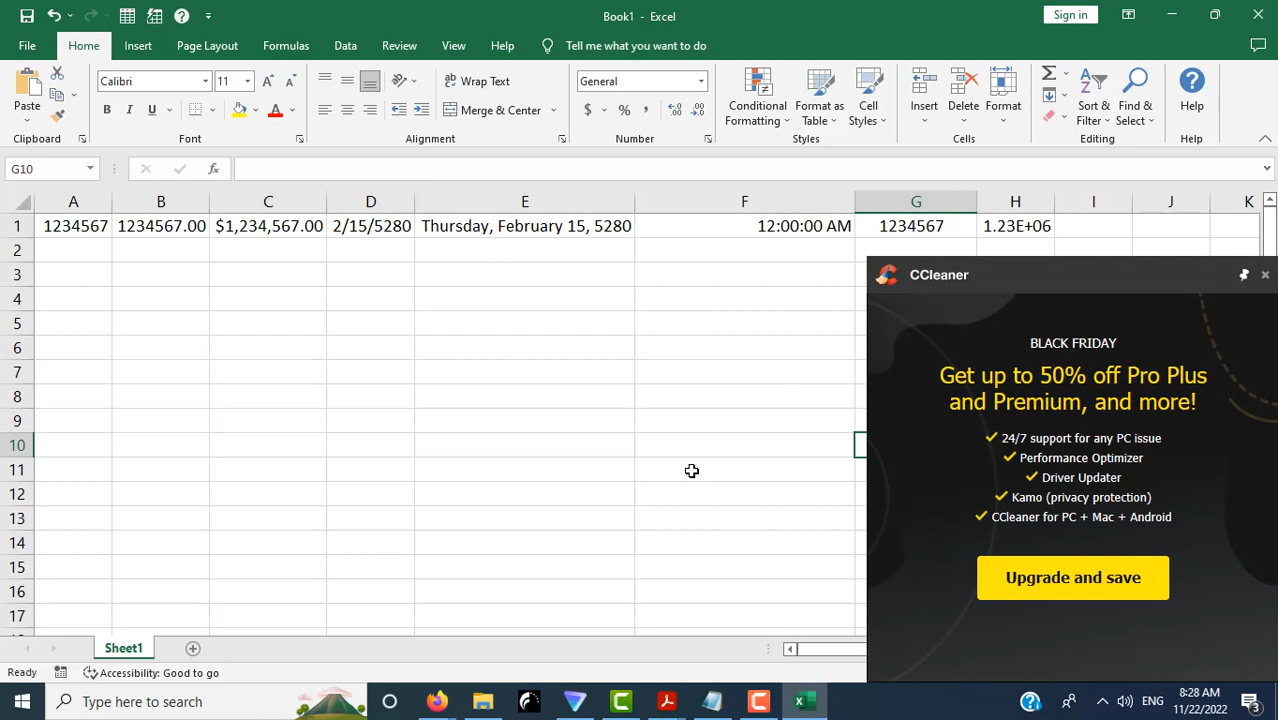 Book1 - Excel
Sign in
File Home Insert Page Layout Formulas Data Review View Help Tell me what you want to do
Paste
Clipboard
Calibri 11
B I U A
Font
Wrap Text
Merge & Center
Alignment
General
$ % ,
Number
Conditional Formatting
Format as Table
Cell Styles
Styles
Insert Delete Format
Cells
Sort & Filter
Find & Select
Editing
Help
Help
G10 fx
A B C D E F G H I J K
1 1234567 1234567.00 $1,234,567.00 2/15/5280 Thursday, February 15, 5280 12:00:00 AM 1234567 1.23E+06
2
3
4
5
6
7
8
9
10
11
12
13
14
15
16
17
CCleaner
BLACK FRIDAY
Get up to 50% off Pro Plus
and Premium, and more!
24/7 support for any PC issue
Performance Optimizer
Driver Updater
Kamo (privacy protection)
CCleaner for PC + Mac + Android
Upgrade and save
Sheet1
Ready Accessibility: Good to go
Type here to search
ENG
8:28 AM
11/22/2022
3